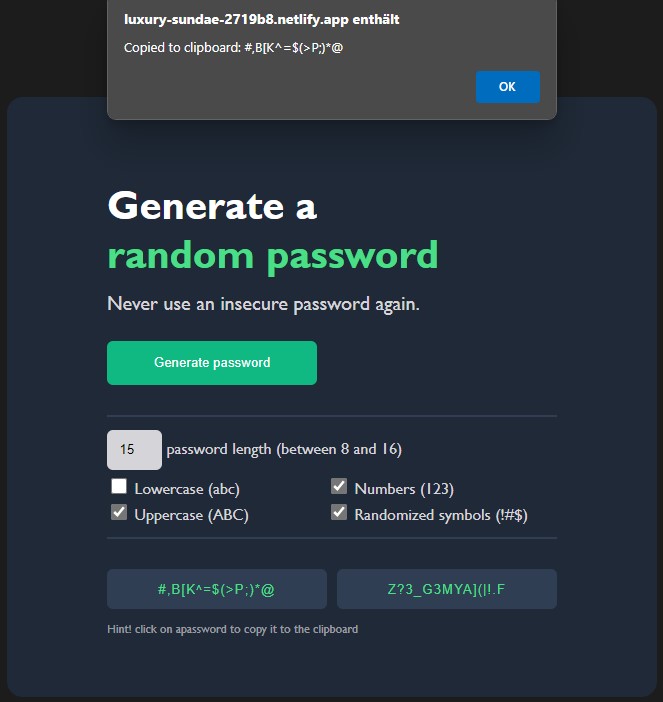 luxury-sundae-2719b8.netlify.app enthält
Copied to clipboard: #,B[K^=$(>P;)*@
OK
Generate a
random password
Never use an insecure password again.
Generate password
15 password length (between 8 and 16)
Lowercase (abc) Numbers (123)
Uppercase (ABC) Randomized symbols (!#$)
#,B[K^=$(>P;)*@ Z?3_G3MYA](|!.F
Hint! click on apassword to copy it to the clipboard